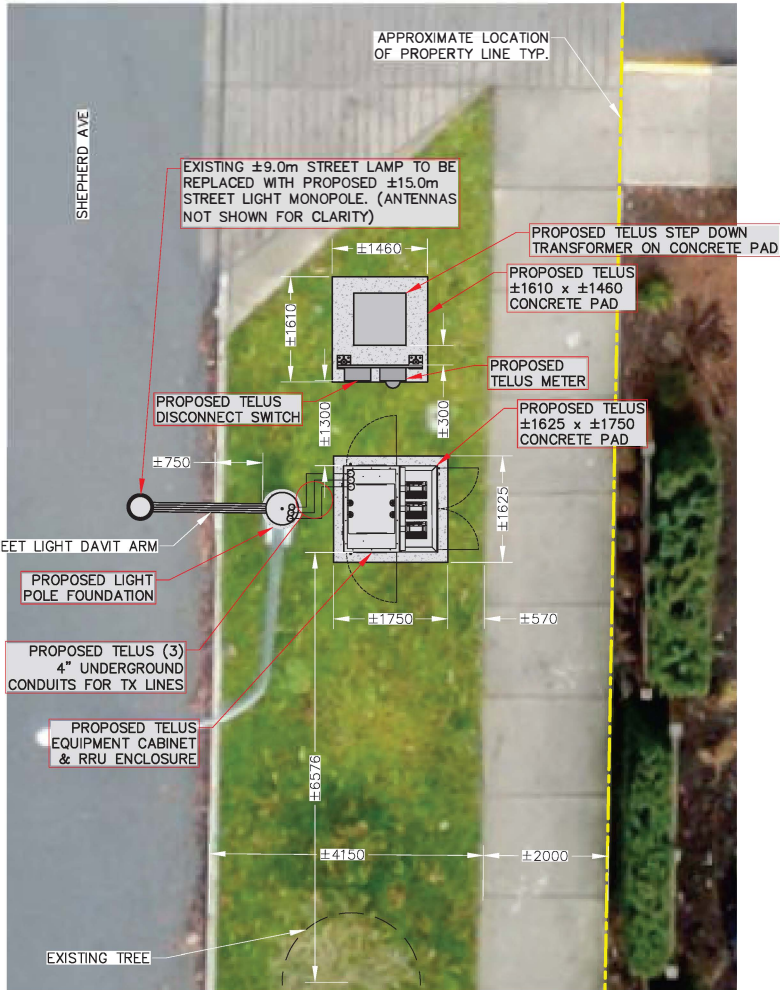 APPROXIMATE LOCATION
OF PROPERTY LINE TYP.
SHEPHERD AVE
EXISTING ±9.0m STREET LAMP TO BE
REPLACED WITH PROPOSED ±15.0m
STREET LIGHT MONOPOLE. (ANTENNAS
NOT SHOWN FOR CLARITY)
PROPOSED TELUS STEP DOWN
TRANSFORMER ON CONCRETE PAD
±1460
PROPOSED TELUS
±1610 x ±1460
CONCRETE PAD
±1610
PROPOSED
TELUS METER
PROPOSED TELUS
DISCONNECT SWITCH
±1300
±300
PROPOSED TELUS
±1625 x ±1750
CONCRETE PAD
±750
±1625
EET LIGHT DAVIT ARM
PROPOSED LIGHT
POLE FOUNDATION
±1750
±570
PROPOSED TELUS (3)
4" UNDERGROUND
CONDUITS FOR TX LINES
PROPOSED TELUS
EQUIPMENT CABINET
& RRU ENCLOSURE
±6576
±4150
±2000
EXISTING TREE